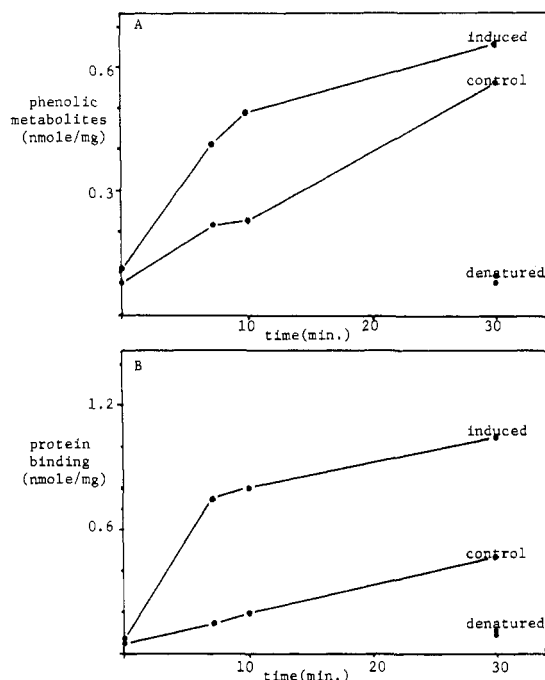 A
induced
0.6
control
phenolic
metabolites
(nmole/mg)
0.3
denatured
10 20 30
time(min.)
B
1.2
induced
protein
binding
(nmole/mg)
0.6
control
denatured
10 20 30
time(min.)